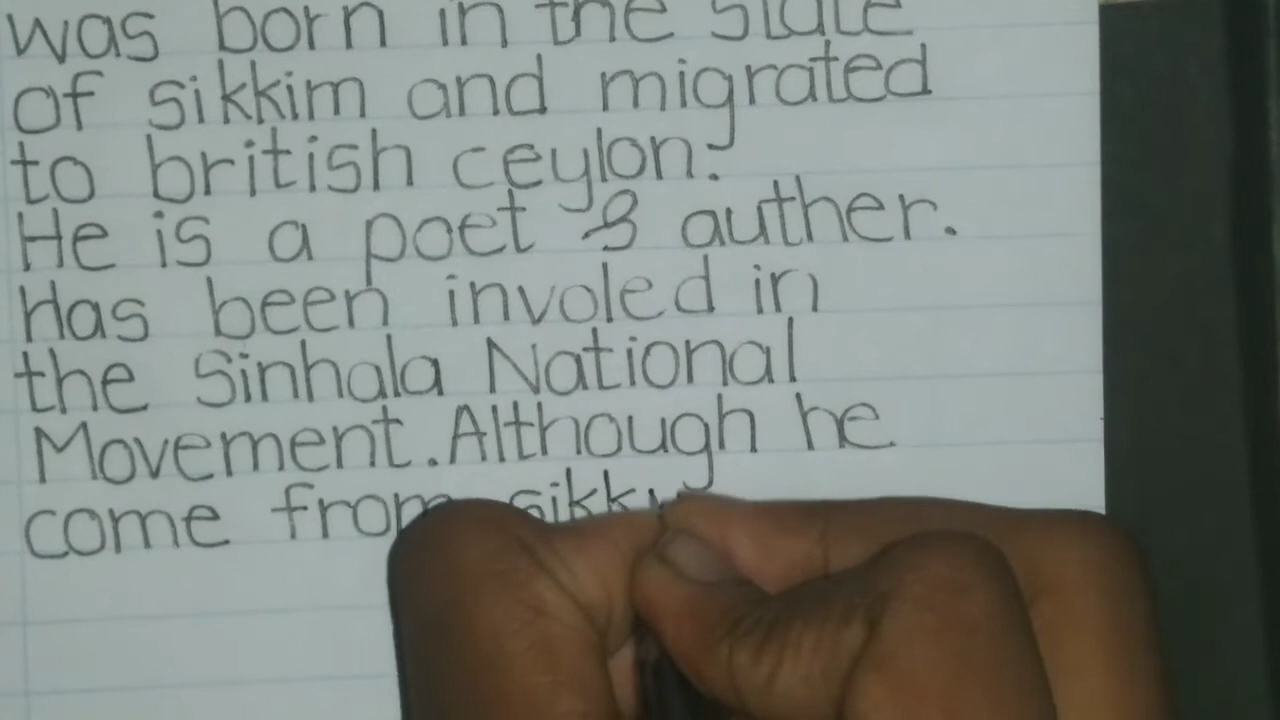 was born in the state
of sikkim and migrated
to british ceylon.
He is a poet & auther.
Has been involed in
the Sinhala National
Movement. Although he
come from